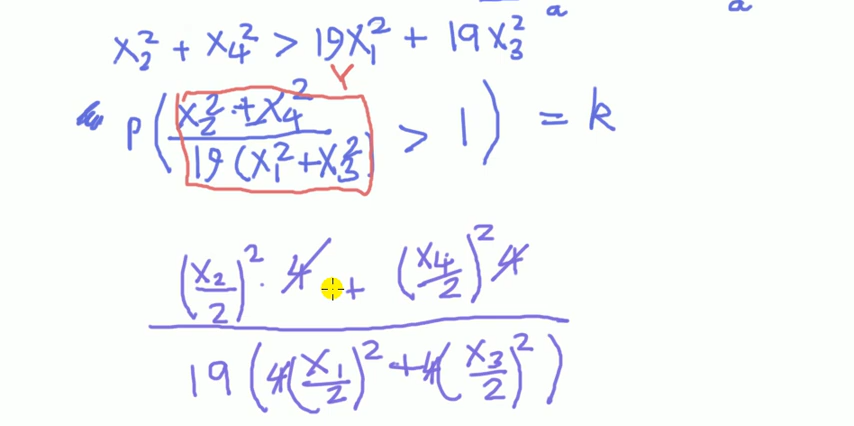 a a
X₂² + X₄² > 19X₁² + 19X₃²
Y
P( (X₂² + X₄²) / (19(X₁² + X₃²)) > 1 ) = k
(X₂/2)² · 4 + (X₄/2)² 4
19 ( 4(X₁/2)² + 4(X₃/2)² )